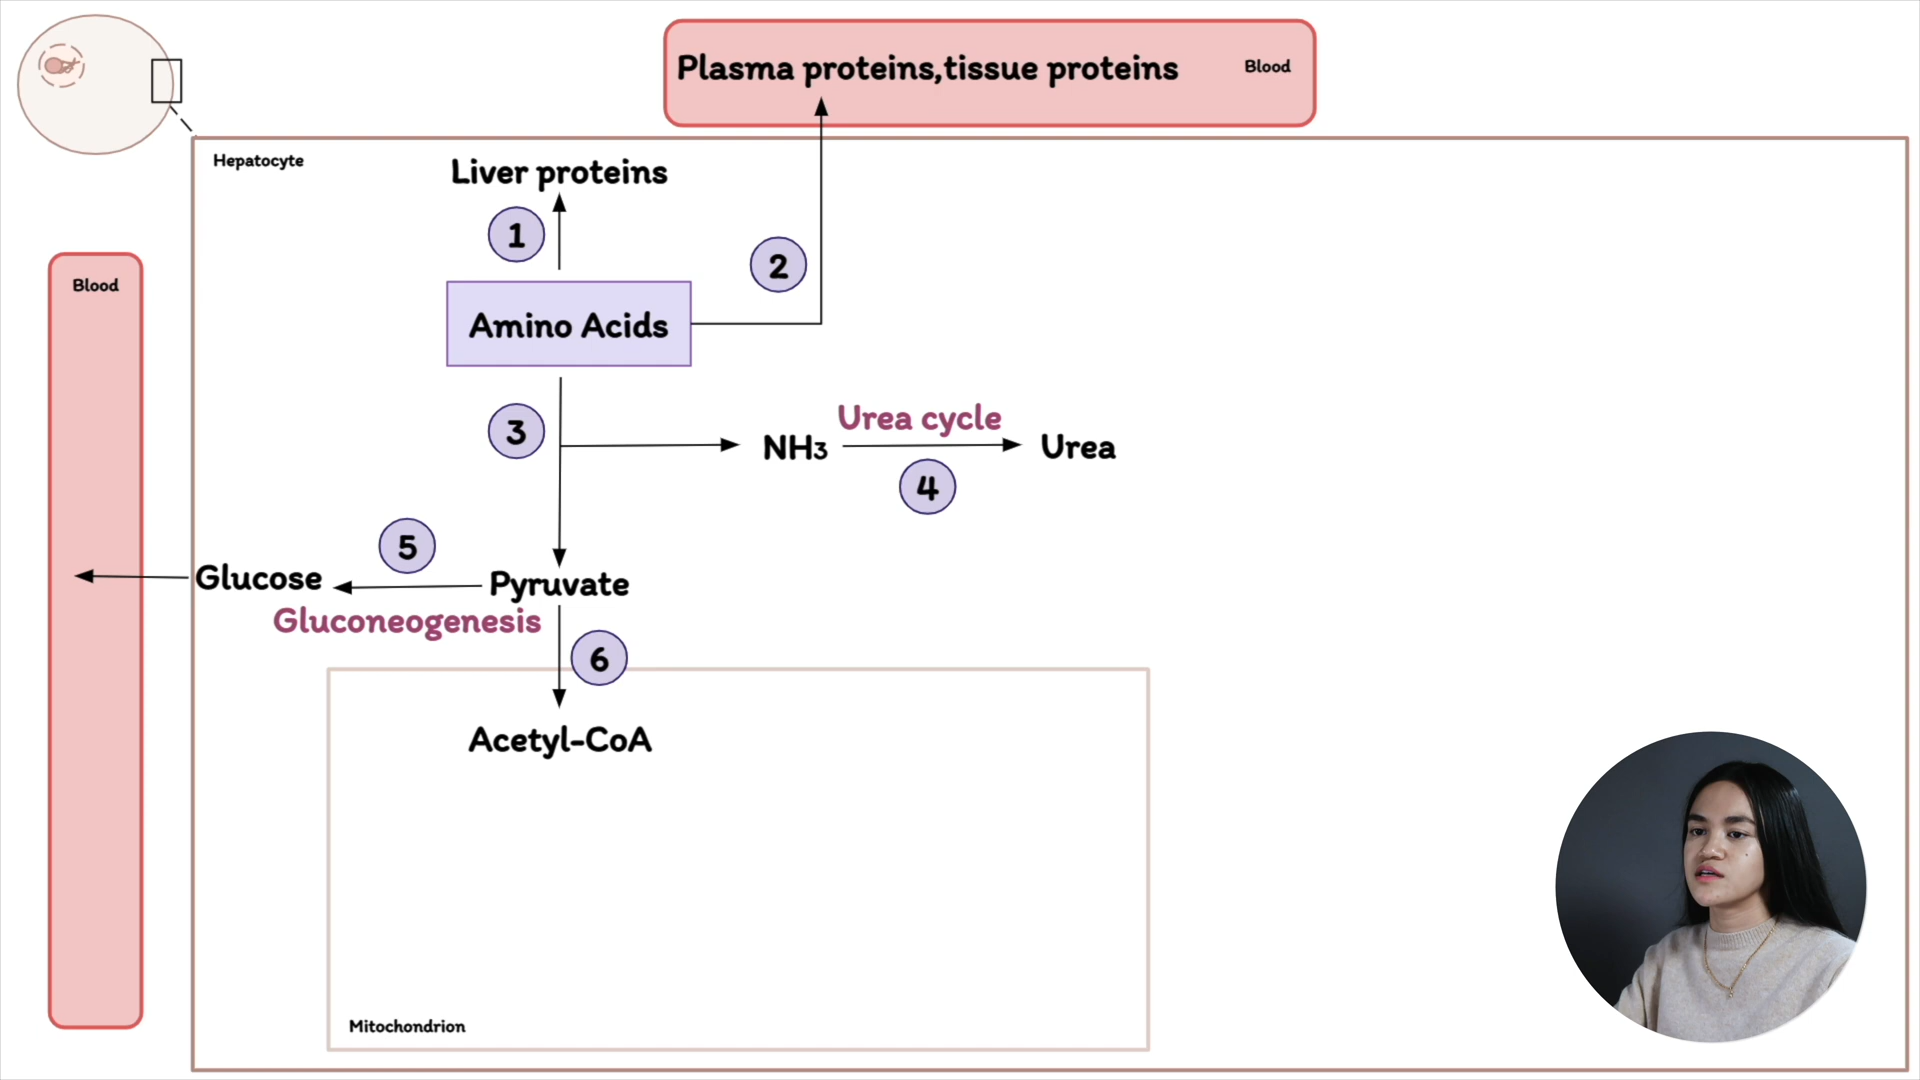 Plasma proteins,tissue proteins
Blood
Hepatocyte
Liver proteins
1
2
Blood
Amino Acids
3
Urea cycle
NH3
Urea
4
5
Glucose
Pyruvate
Gluconeogenesis
6
Acetyl-CoA
Mitochondrion